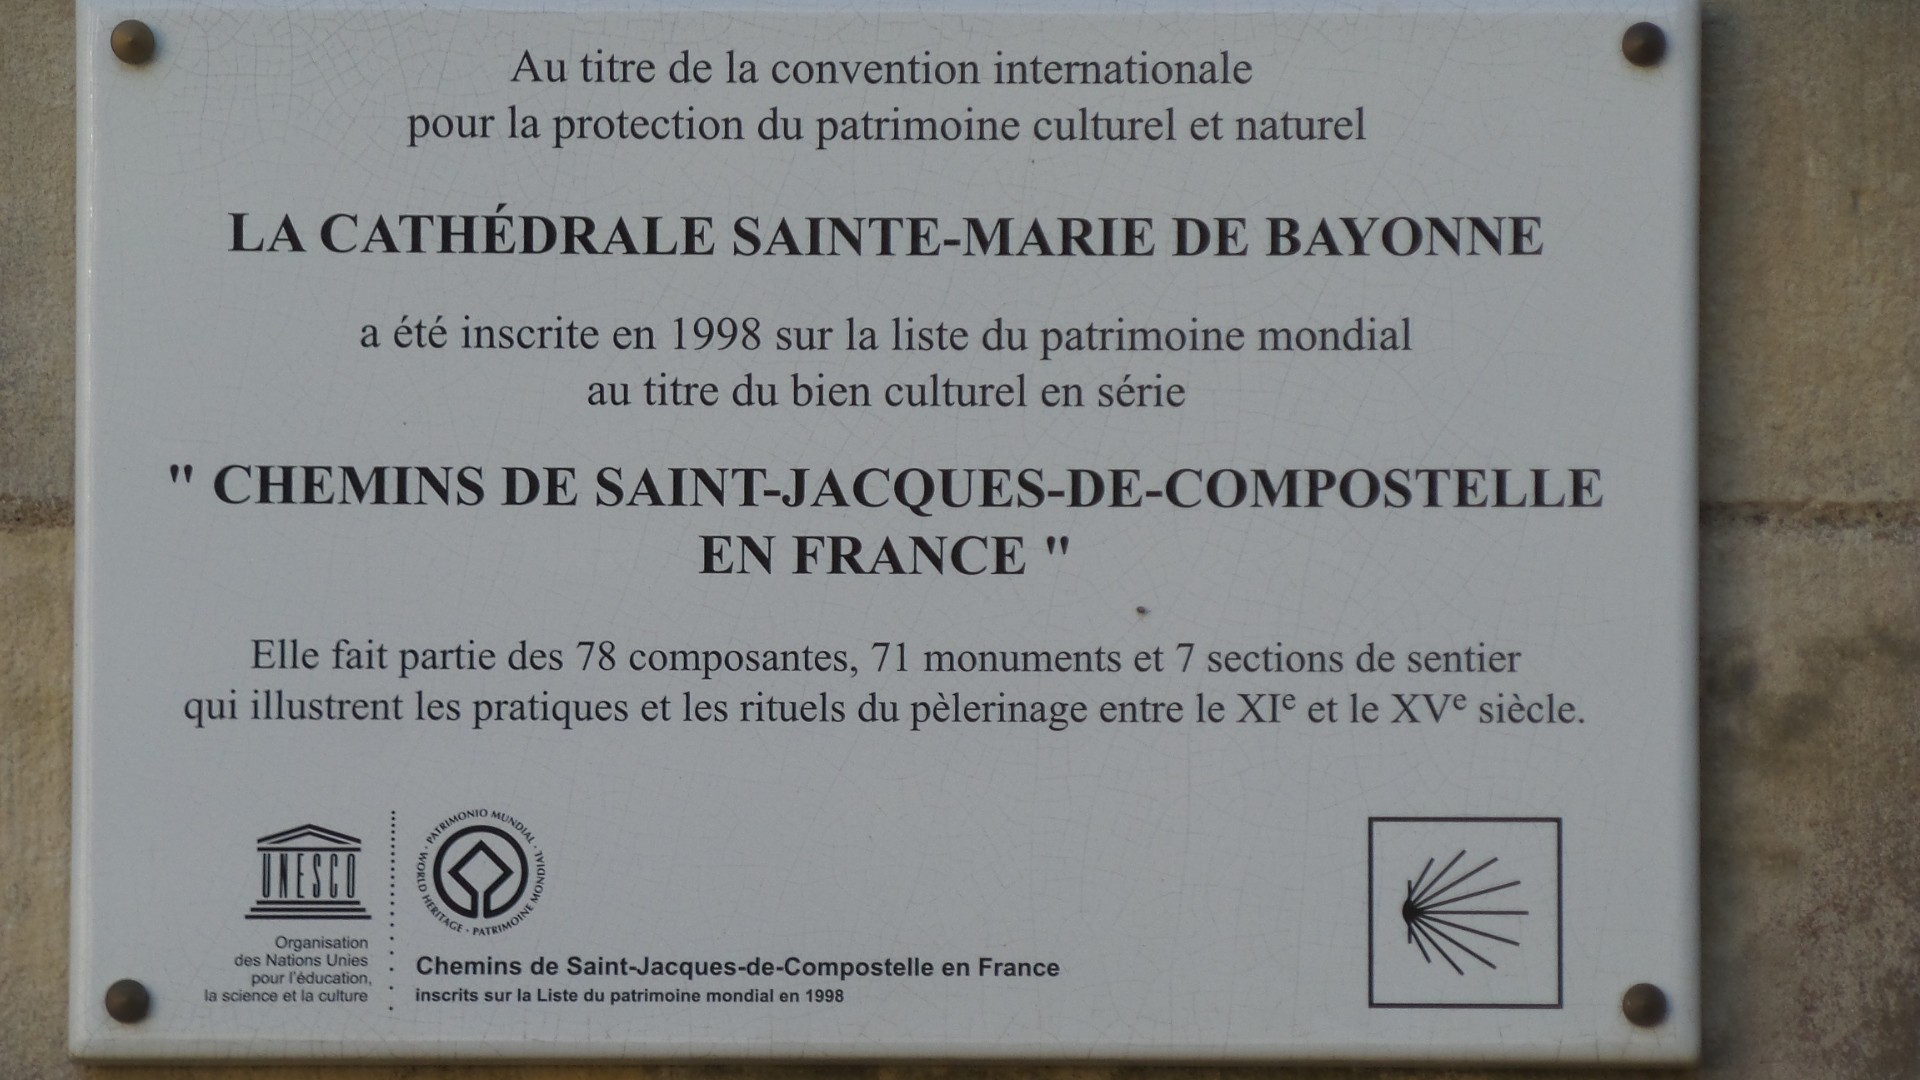 Au titre de la convention internationale
pour la protection du patrimoine culturel et naturel
LA CATHÉDRALE SAINTE-MARIE DE BAYONNE
a été inscrite en 1998 sur la liste du patrimoine mondial
au titre du bien culturel en série
" CHEMINS DE SAINT-JACQUES-DE-COMPOSTELLE
EN FRANCE "
Elle fait partie des 78 composantes, 71 monuments et 7 sections de sentier
qui illustrent les pratiques et les rituels du pèlerinage entre le XIe et le XVe siècle.
UNESCO
Organisation
des Nations Unies
pour l'éducation,
la science et la culture
WORLD HERITAGE · PATRIMOINE MONDIAL · PATRIMONIO MUNDIAL ·
Chemins de Saint-Jacques-de-Compostelle en France
inscrits sur la Liste du patrimoine mondial en 1998